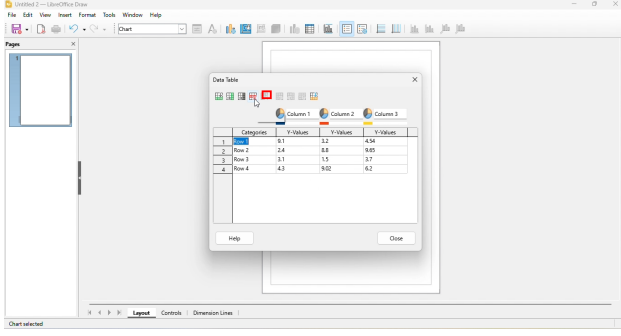 Untitled 2 — LibreOffice Draw
File Edit View Insert Format Tools Window Help
Chart
Pages
1
Data Table
Column 1 Column 2 Column 3
Categories Y-Values Y-Values Y-Values
1 Row 1 9.1 3.2 4.54
2 Row 2 2.4 8.8 9.65
3 Row 3 3.1 1.5 3.7
4 Row 4 4.3 9.02 6.2
Help Close
Layout Controls Dimension Lines
Chart selected